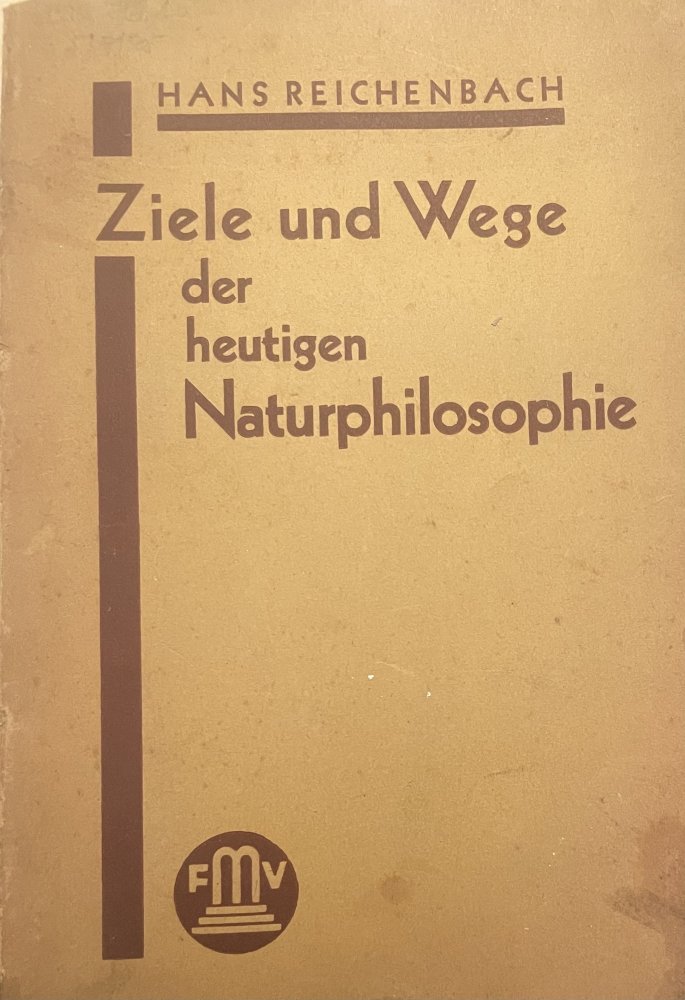 HANS REICHENBACH
Ziele und Wege
der
heutigen
Naturphilosophie
FMV